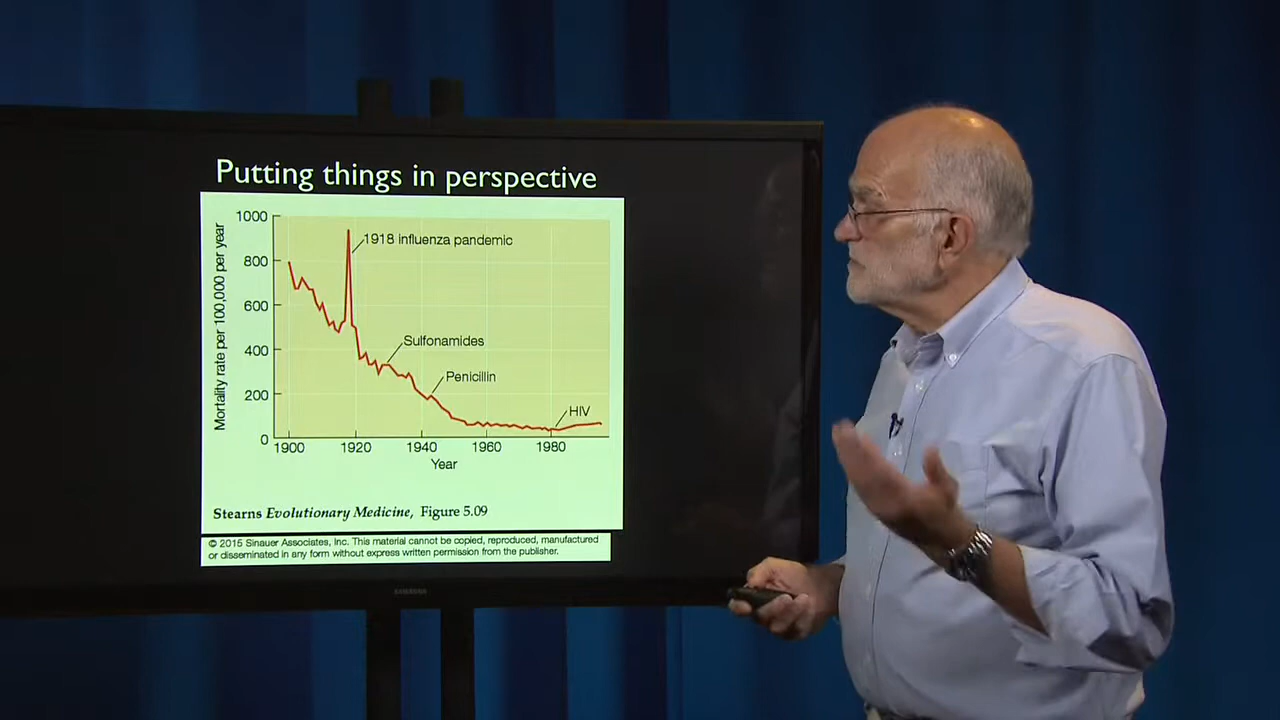 Putting things in perspective
Mortality rate per 100,000 per year
1000
800
600
400
200
0
1918 influenza pandemic
Sulfonamides
Penicillin
HIV
1900 1920 1940 1960 1980
Year
Stearns Evolutionary Medicine, Figure 5.09
© 2015 Sinauer Associates, Inc. This material cannot be copied, reproduced, manufactured
or disseminated in any form without express written permission from the publisher.
SAMSUNG